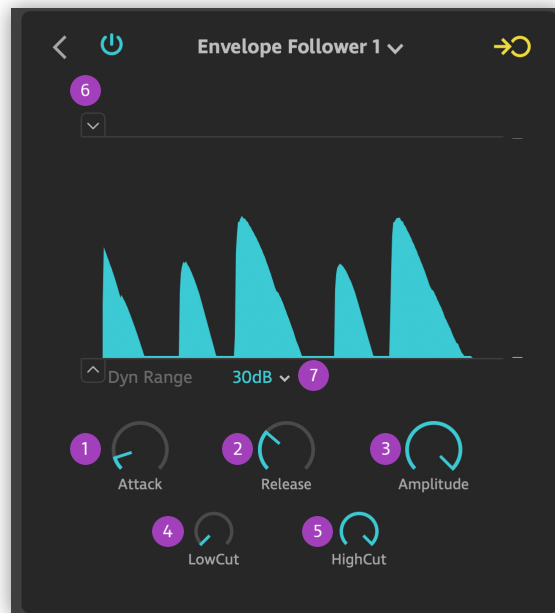 Envelope Follower 1
6
Dyn Range 30dB 7
1 2 3
Attack Release Amplitude
4 5
LowCut HighCut